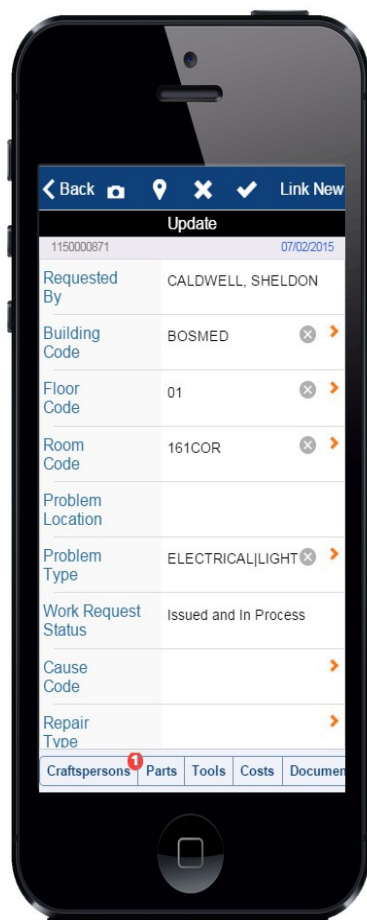 Back Link New
Update
1150000871 07/02/2015
Requested
By
CALDWELL, SHELDON
Building
Code
BOSMED
Floor
Code
01
Room
Code
161COR
Problem
Location
Problem
Type
ELECTRICAL|LIGHT
Work Request
Status
Issued and In Process
Cause
Code
Repair
Type
Craftspersons 1 Parts Tools Costs Documen